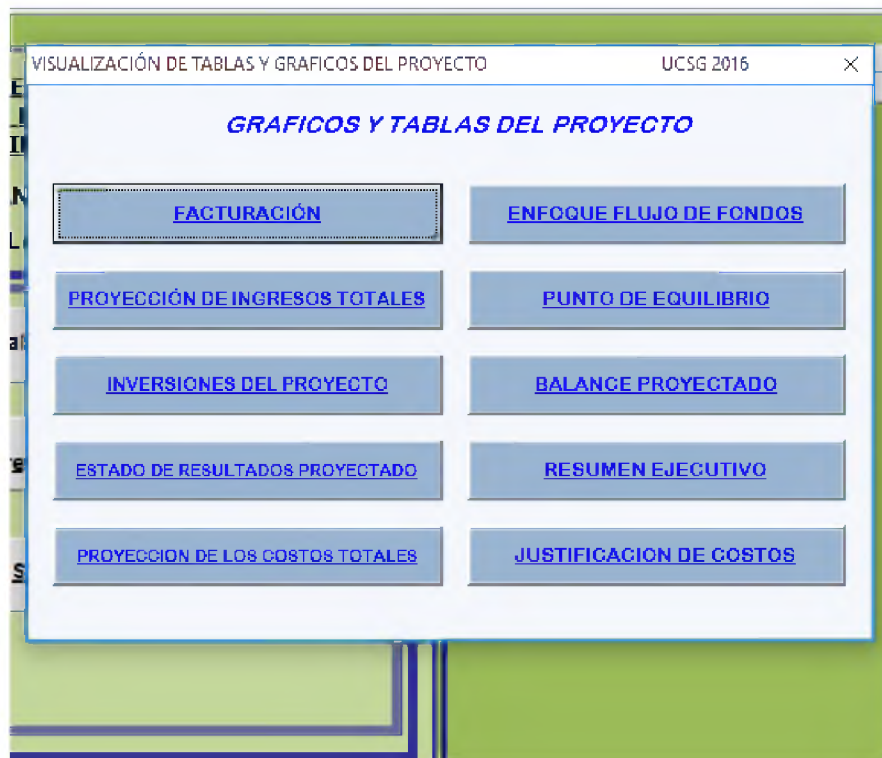 VISUALIZACIÓN DE TABLAS Y GRAFICOS DEL PROYECTO UCSG 2016
GRAFICOS Y TABLAS DEL PROYECTO
FACTURACIÓN
ENFOQUE FLUJO DE FONDOS
PROYECCIÓN DE INGRESOS TOTALES
PUNTO DE EQUILIBRIO
INVERSIONES DEL PROYECTO
BALANCE PROYECTADO
ESTADO DE RESULTADOS PROYECTADO
RESUMEN EJECUTIVO
PROYECCION DE LOS COSTOS TOTALES
JUSTIFICACION DE COSTOS